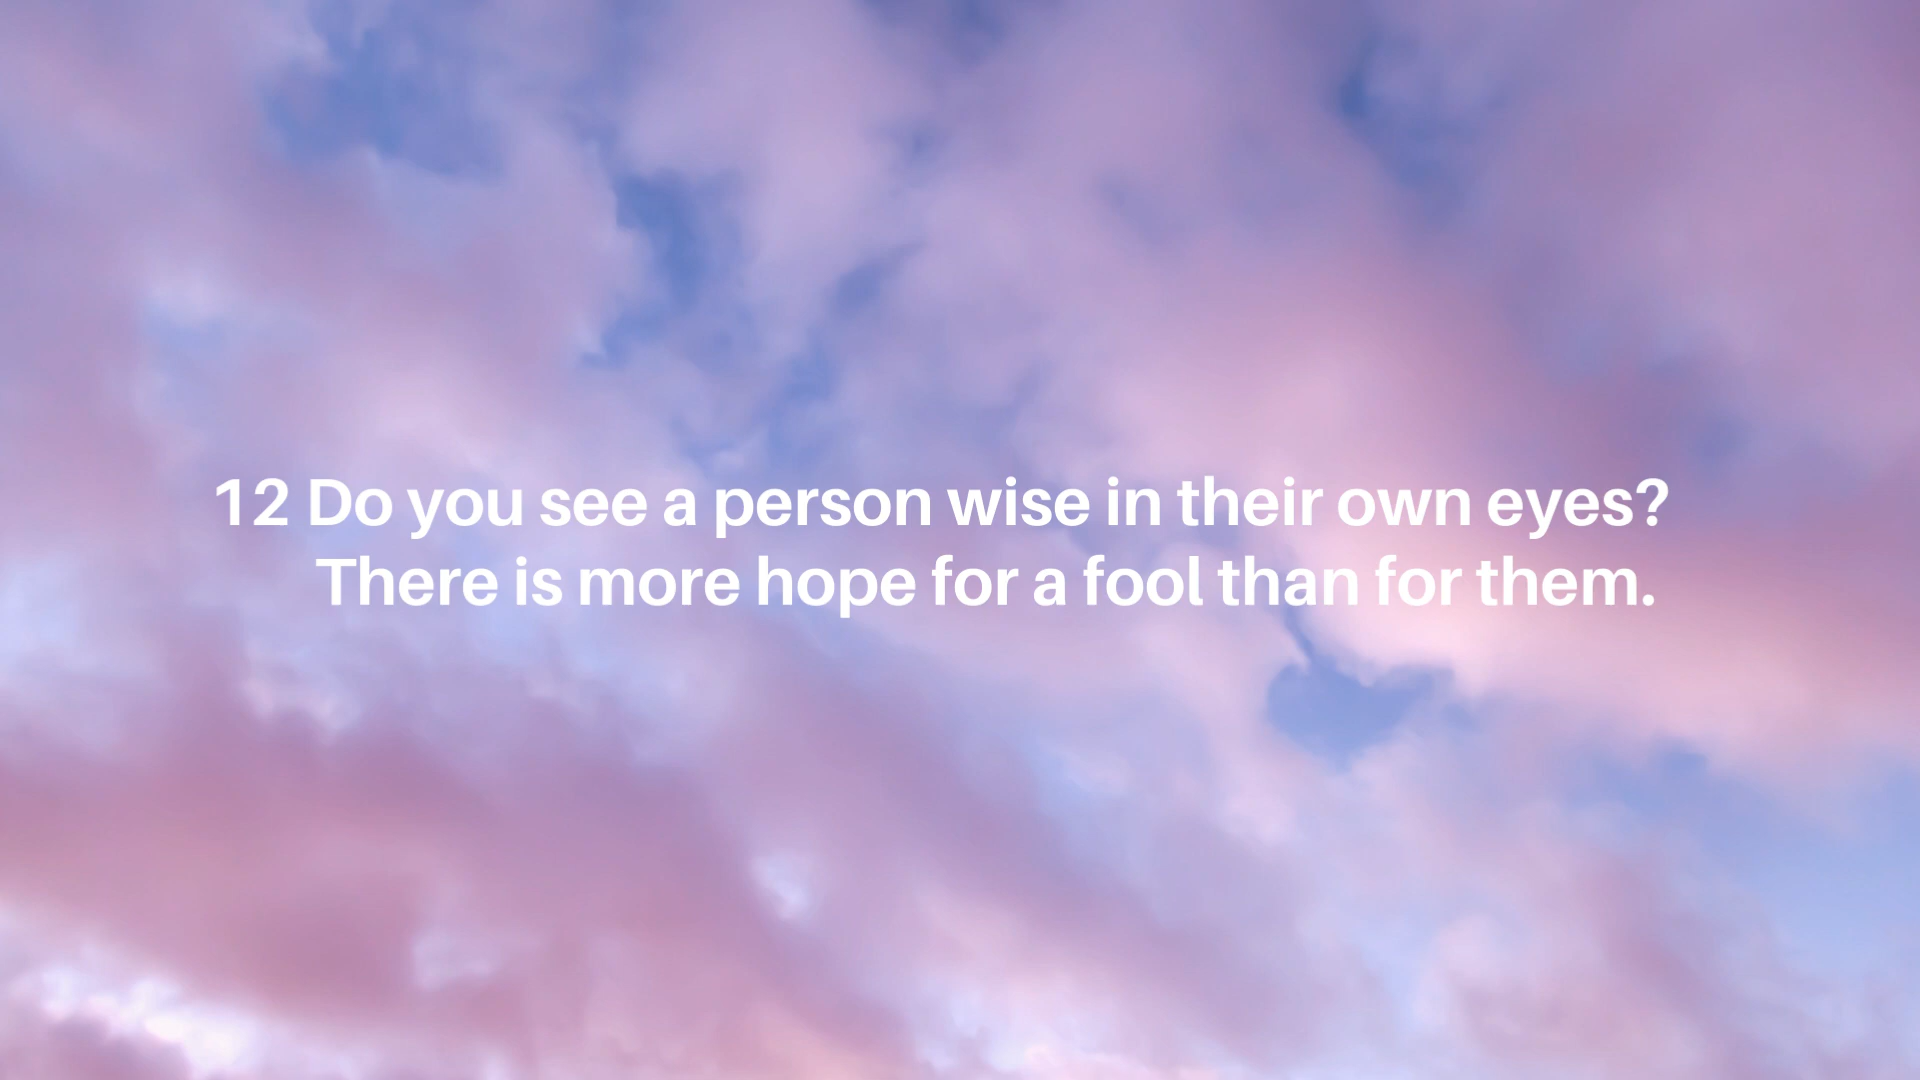 12 Do you see a person wise in their own eyes?
There is more hope for a fool than for them.